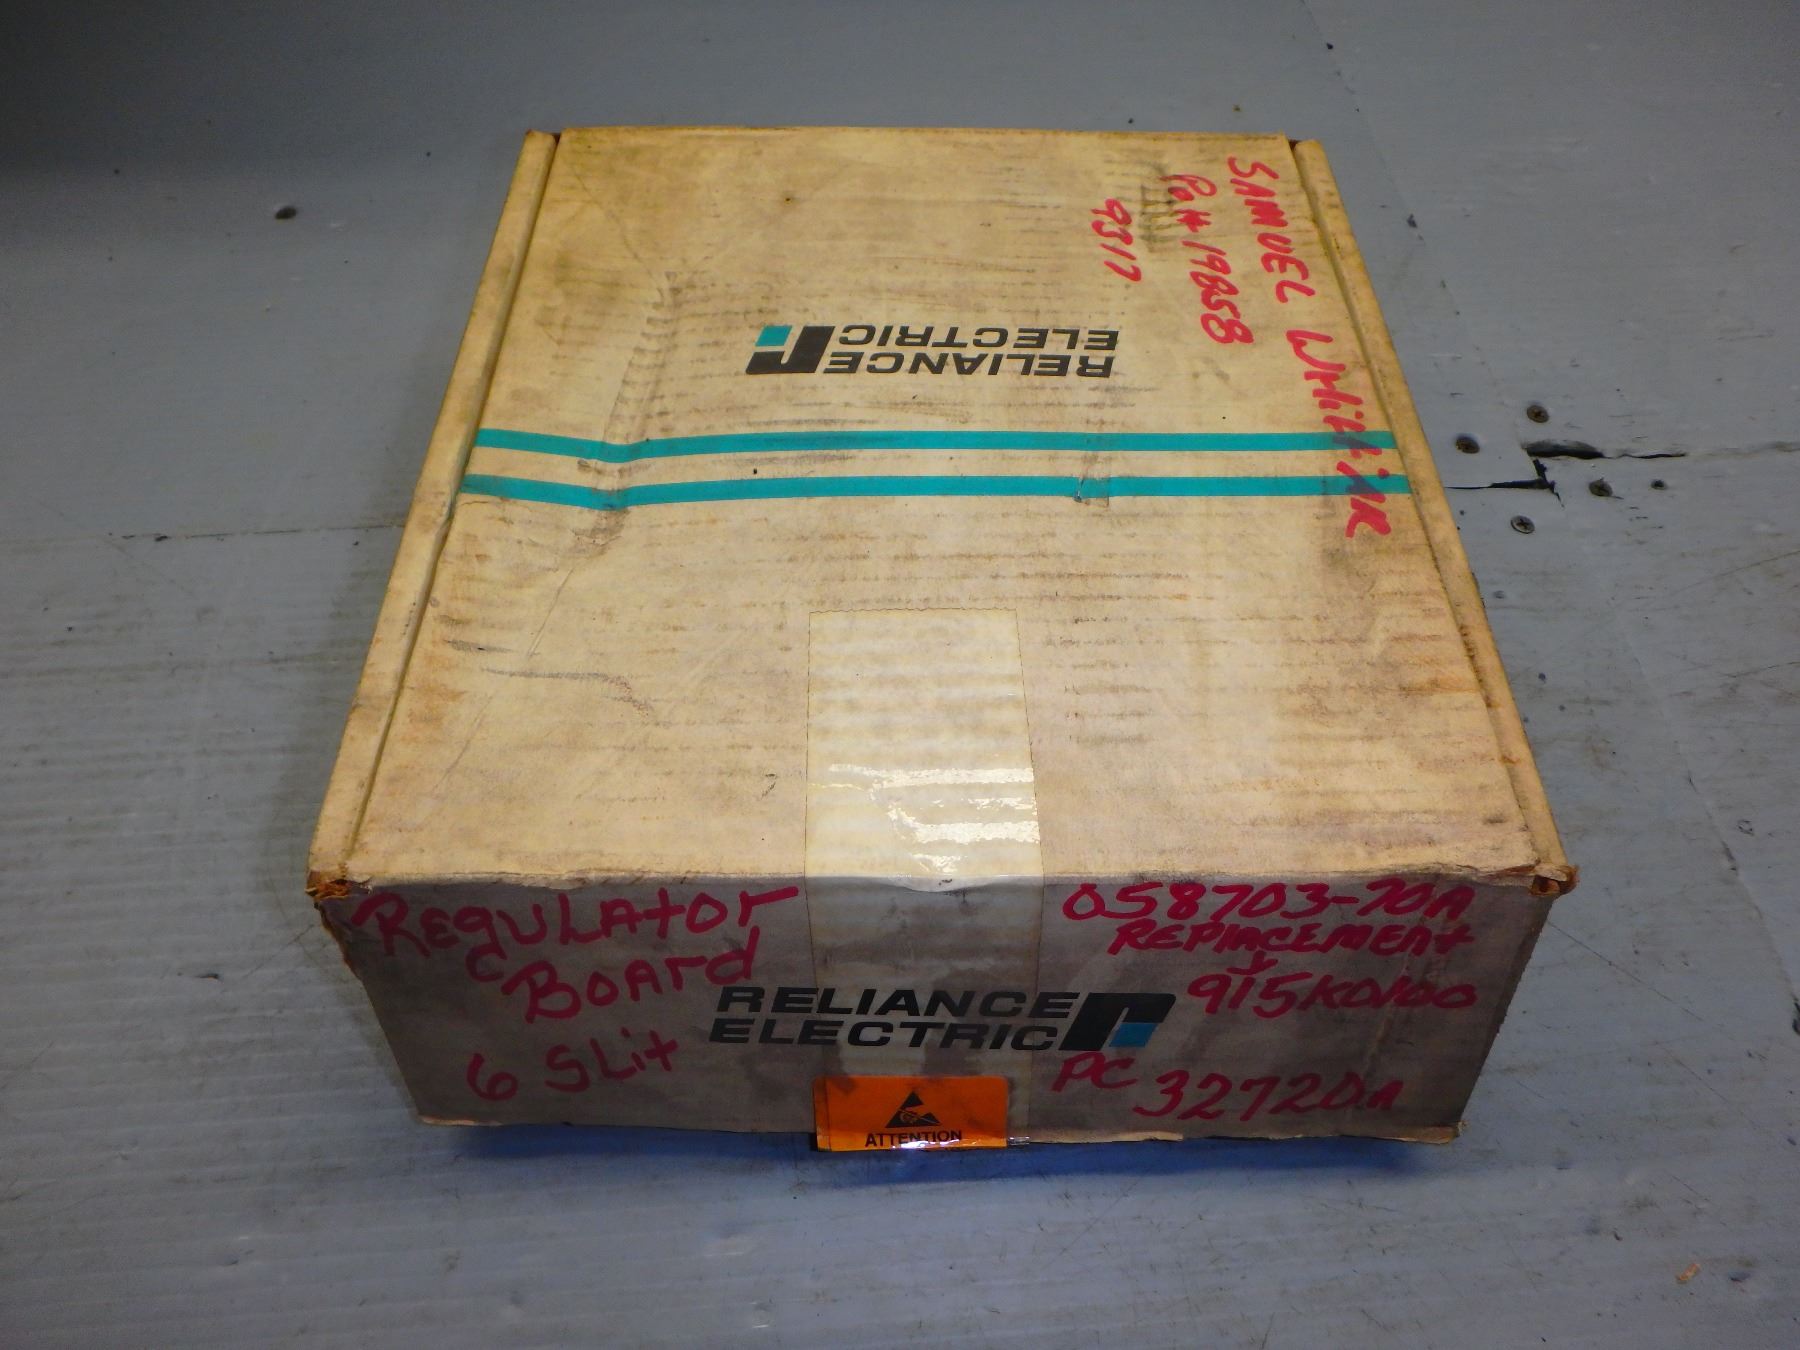 SAMUEL Whittar
Po# 19858
9317
RELIANCE
ELECTRIC
REgULAtor
BOArd
6 SLit
RELIANCE
ELECTRIC
058703-70A
REPlACEMENt
915K0100
PC 32720A
ATTENTION